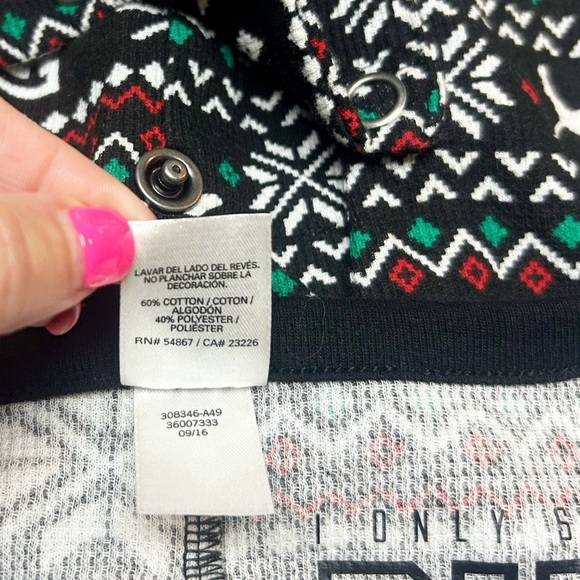 LAVAR DEL LADO DEL REVÉS.
NO PLANCHAR SOBRE LA
DECORACIÓN.
60% COTTON / COTON /
ALGODÓN
40% POLYESTER /
POLIÉSTER
RN# 54867 / CA# 23226
308346-A49
36007333
09/16
I ONLY S